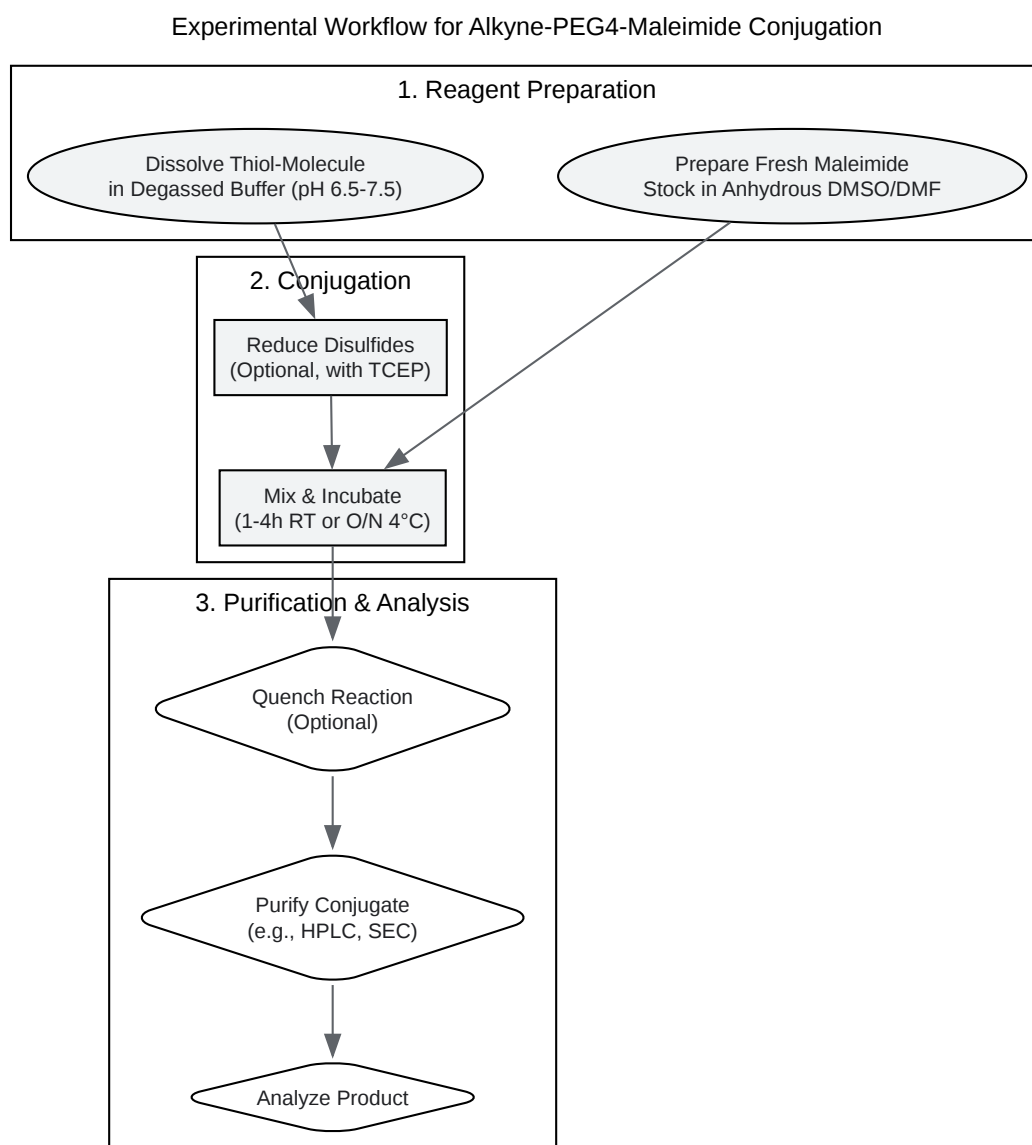 Experimental Workflow for Alkyne-PEG4-Maleimide Conjugation
1. Reagent Preparation
Dissolve Thiol-Molecule
in Degassed Buffer (pH 6.5-7.5)
Prepare Fresh Maleimide
Stock in Anhydrous DMSO/DMF
2. Conjugation
Reduce Disulfides
(Optional, with TCEP)
Mix & Incubate
(1-4h RT or O/N 4°C)
3. Purification & Analysis
Quench Reaction
(Optional)
Purify Conjugate
(e.g., HPLC, SEC)
Analyze Product